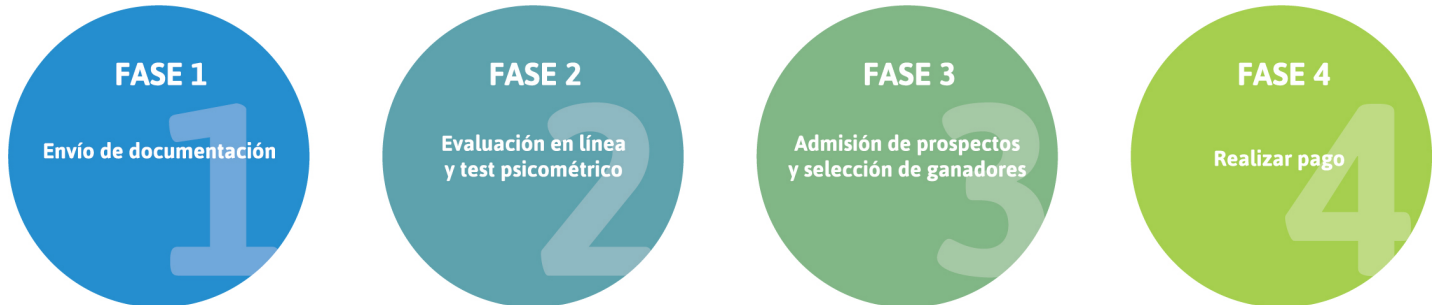 FASE 1
1
Envío de documentación
FASE 2
2
Evaluación en línea
y test psicométrico
FASE 3
3
Admisión de prospectos
y selección de ganadores
FASE 4
4
Realizar pago